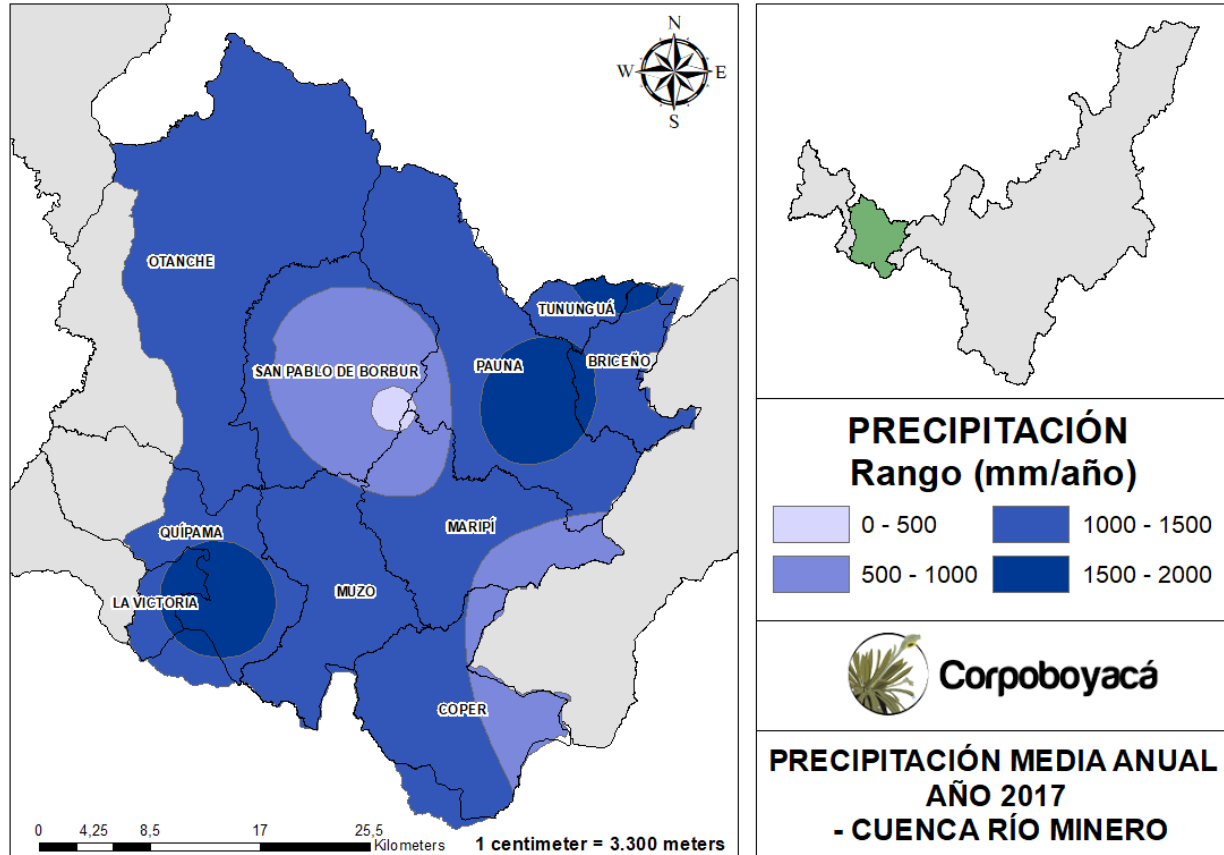 N
W E
S
OTANCHE
TUNUNGUÁ
SAN PABLO DE BORBUR
PAUNA
BRICEÑO
QUÍPAMA
MARIPÍ
LA VICTORIA
MUZO
COPER
0 4,25 8,5 17 25,5
Kilometers
1 centimeter = 3.300 meters
PRECIPITACIÓN
Rango (mm/año)
0 - 500
1000 - 1500
500 - 1000
1500 - 2000
Corpoboyacá
PRECIPITACIÓN MEDIA ANUAL
AÑO 2017
- CUENCA RÍO MINERO